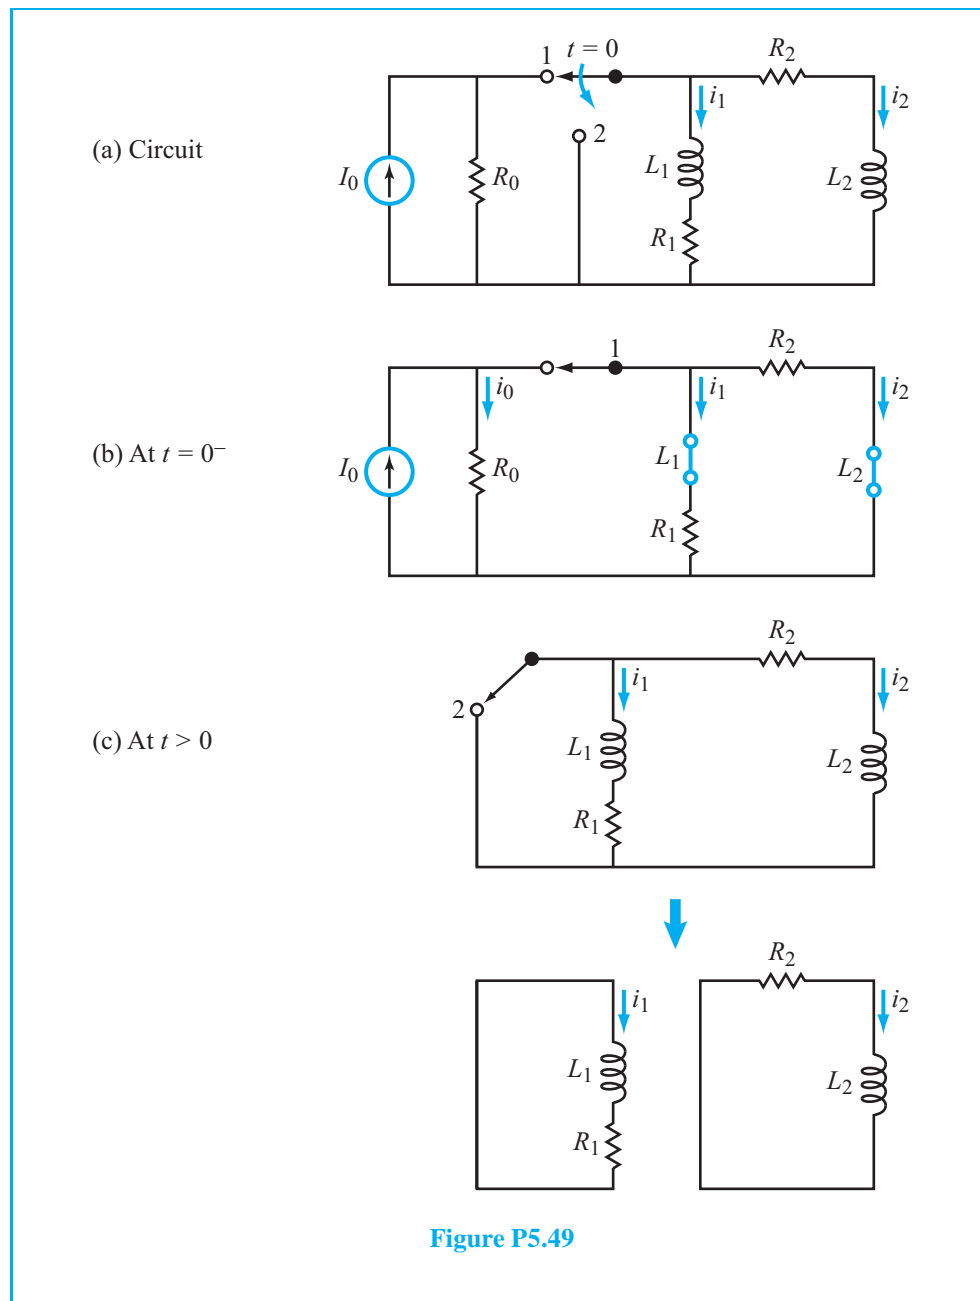 1 t = 0 R2
i1 i2
2
(a) Circuit
I0 R0 L1 L2
R1
R2
1
i0 i1 i2
(b) At t = 0−
I0 R0 L1 L2
R1
R2
i1 i2
2
(c) At t > 0
L1 L2
R1
R2
i1 i2
L1 L2
R1
Figure P5.49